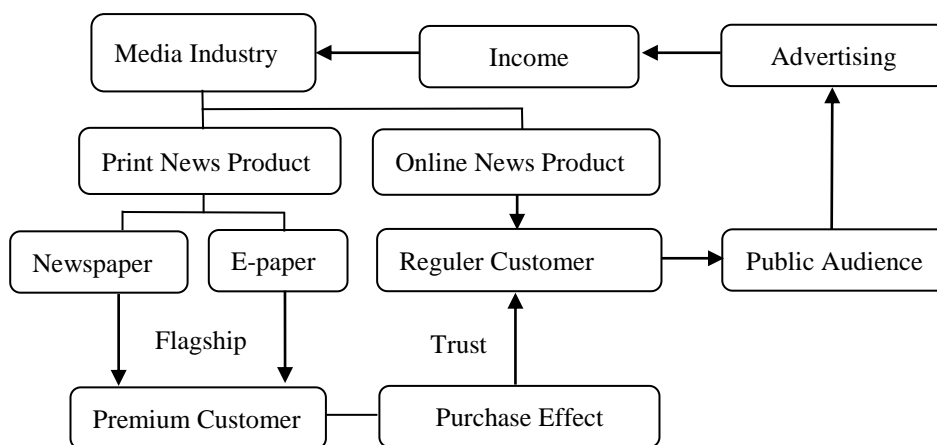 Media Industry
Income
Advertising
Print News Product
Online News Product
Newspaper
E-paper
Reguler Customer
Public Audience
Flagship
Trust
Premium Customer
Purchase Effect